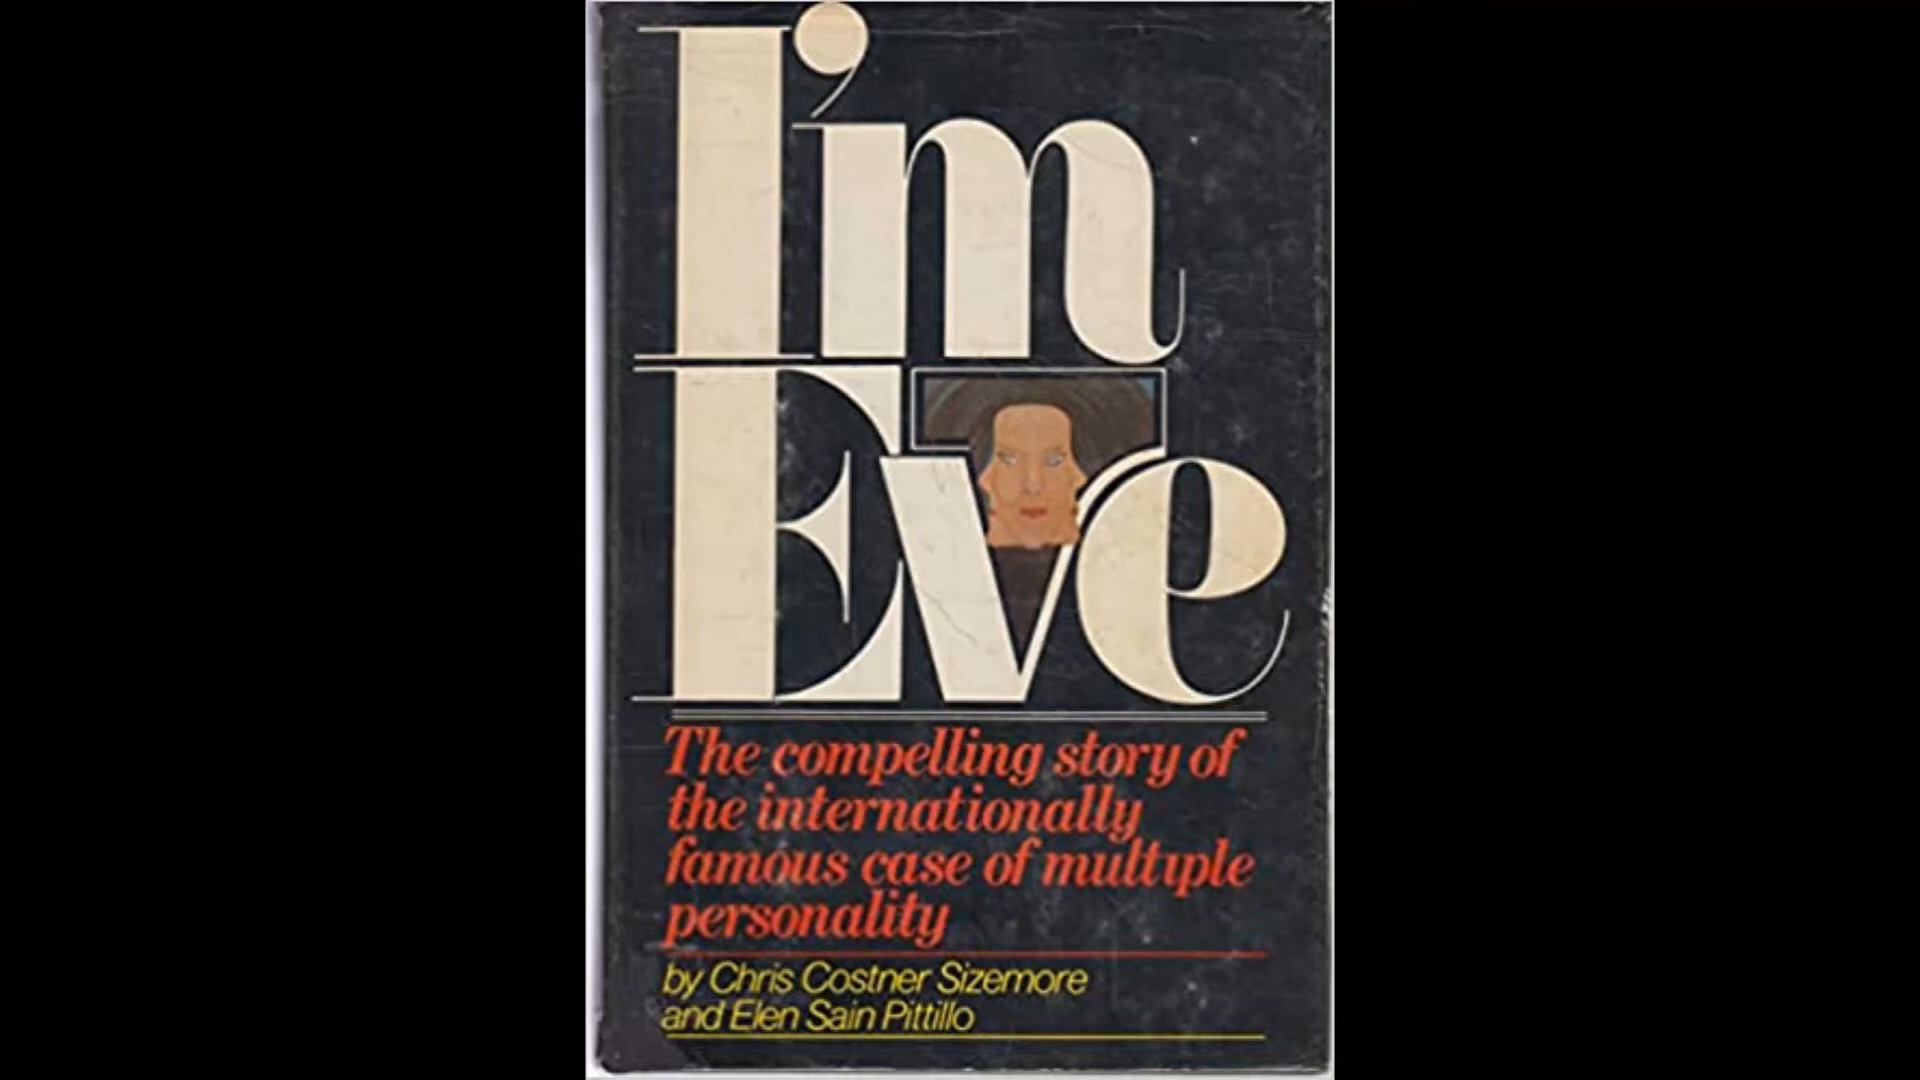 I'm
Eve
The compelling story of
the internationally
famous case of multiple
personality
by Chris Costner Sizemore
and Elen Sain Pittillo